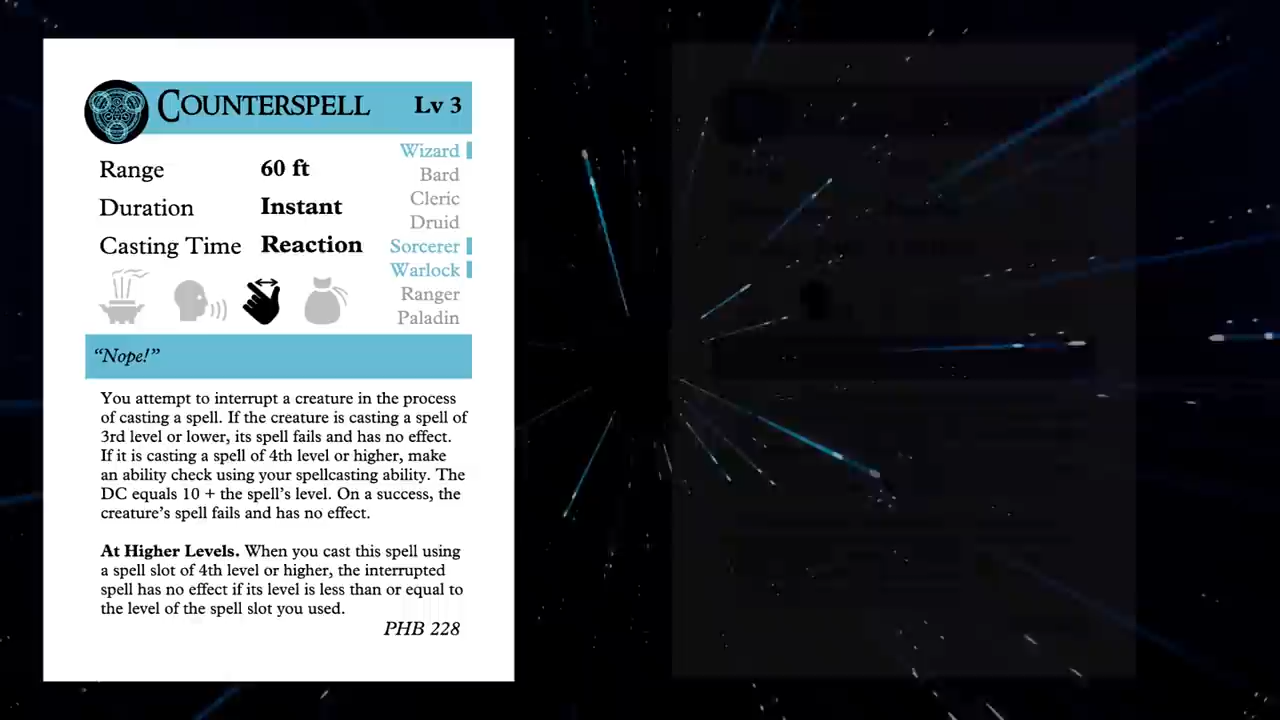 COUNTERSPELL Lv 3
Range 60 ft
Duration Instant
Casting Time Reaction
Wizard
Bard
Cleric
Druid
Sorcerer
Warlock
Ranger
Paladin
“Nope!”
You attempt to interrupt a creature in the process
of casting a spell. If the creature is casting a spell of
3rd level or lower, its spell fails and has no effect.
If it is casting a spell of 4th level or higher, make
an ability check using your spellcasting ability. The
DC equals 10 + the spell’s level. On a success, the
creature’s spell fails and has no effect.
At Higher Levels. When you cast this spell using
a spell slot of 4th level or higher, the interrupted
spell has no effect if its level is less than or equal to
the level of the spell slot you used.
PHB 228